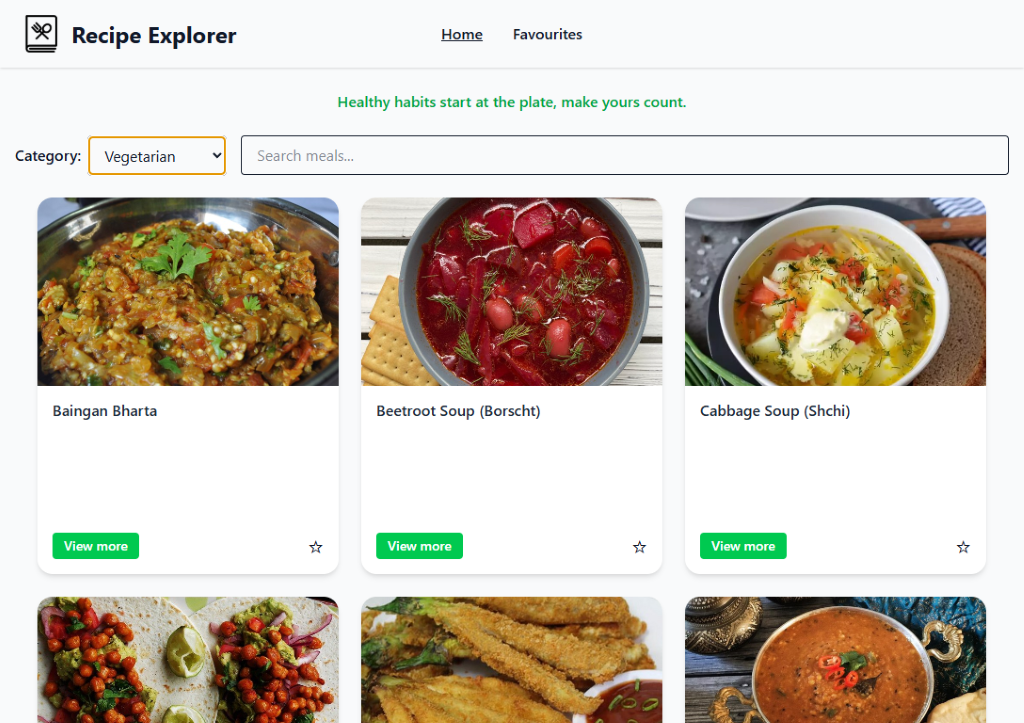 Recipe Explorer
Home
Favourites
Healthy habits start at the plate, make yours count.
Category:
Vegetarian
Search meals...
Baingan Bharta
Beetroot Soup (Borscht)
Cabbage Soup (Shchi)
View more
View more
View more